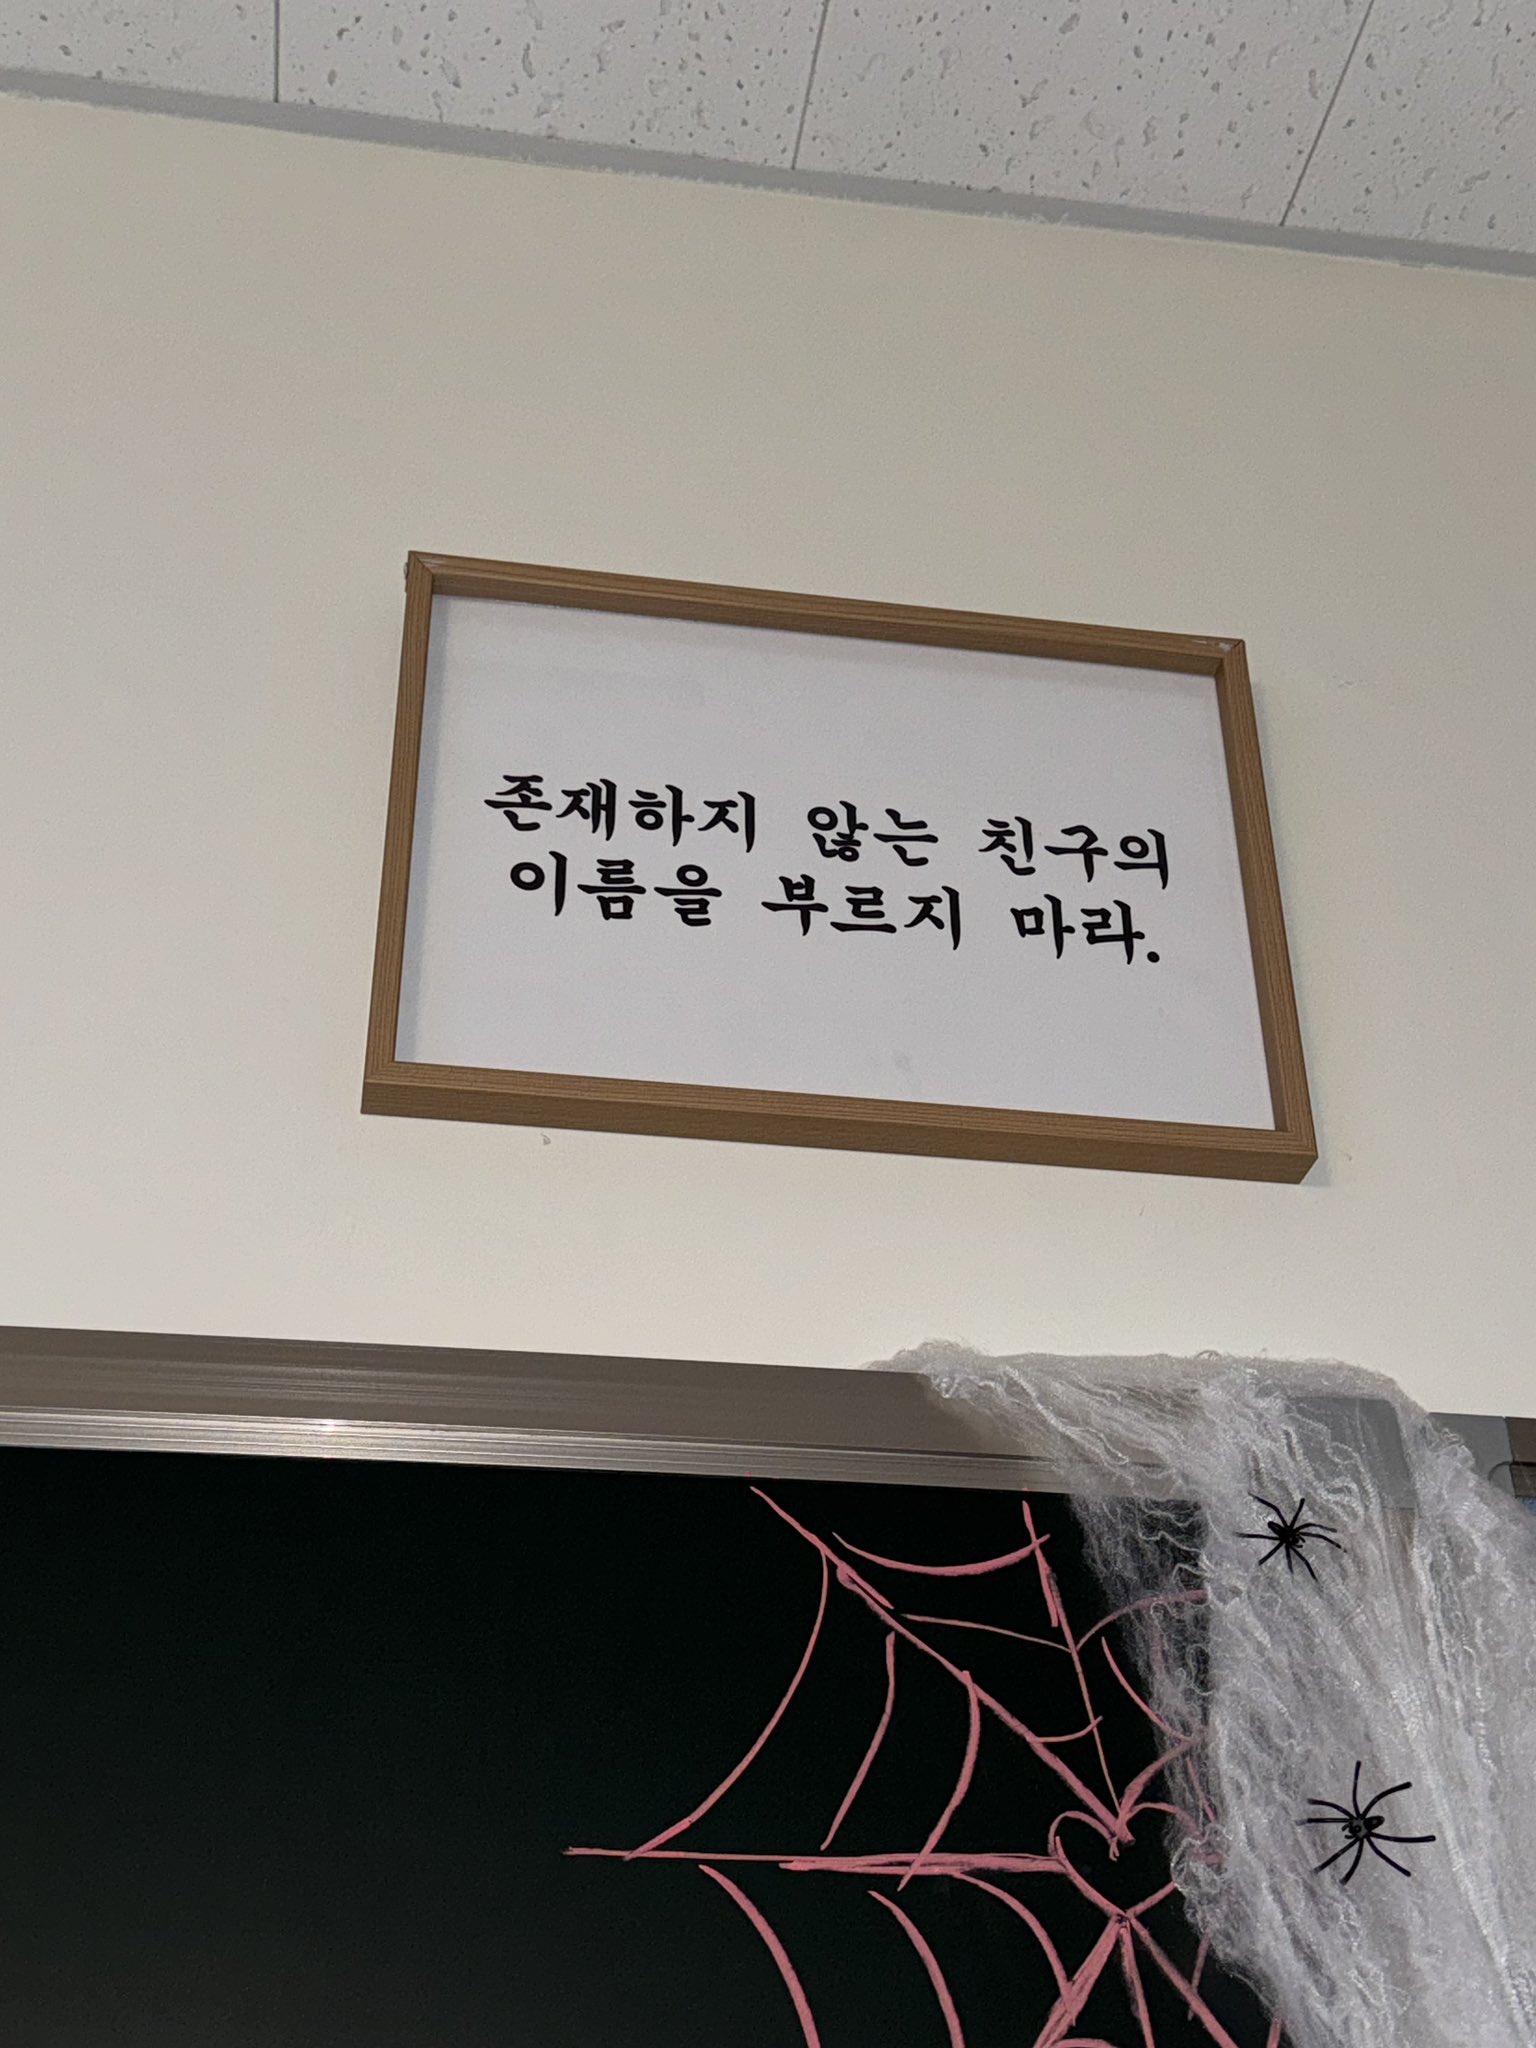 존재하지 않는 친구의
이름을 부르지 마라.